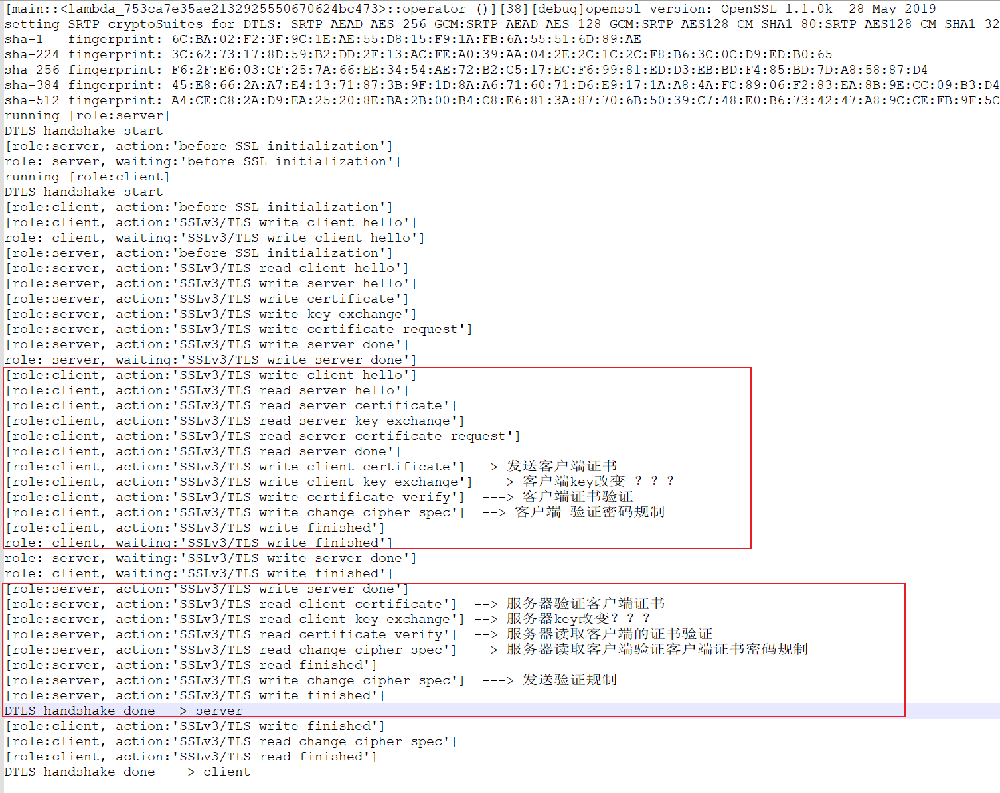 [main::<lambda_753ca7e35ae2132925550670624bc473>::operator ()][38][debug]openssl version: OpenSSL 1.1.0k  28 May 2019
setting SRTP cryptoSuites for DTLS: SRTP_AEAD_AES_256_GCM:SRTP_AEAD_AES_128_GCM:SRTP_AES128_CM_SHA1_80:SRTP_AES128_CM_SHA1_32
sha-1   fingerprint: 6C:BA:02:F2:3F:9C:1E:AE:55:D8:15:F9:1A:FB:6A:55:51:6D:89:AE
sha-224 fingerprint: 3C:62:73:17:8D:59:B2:DD:2F:13:AC:FE:A0:39:AA:04:2E:2C:1C:2C:F8:B6:3C:0C:D9:ED:B0:65
sha-256 fingerprint: F6:2F:E6:03:CF:25:7A:66:EE:34:54:AE:72:B2:C5:17:EC:F6:99:81:ED:D3:EB:BD:F4:85:BD:7D:A8:58:87:D4
sha-384 fingerprint: 45:E8:66:2A:A7:E4:13:71:87:3B:9F:1D:8A:A6:71:60:71:D6:E9:17:1A:A8:4A:FC:89:06:F2:83:EA:8B:9E:CC:09:B3:D4
sha-512 fingerprint: A4:CE:C8:2A:D9:EA:25:20:8E:BA:2B:00:B4:C8:E6:81:3A:87:70:6B:50:39:C7:48:E0:B6:73:42:47:A8:9C:CE:FB:9F:5C
running [role:server]
DTLS handshake start
[role:server, action:'before SSL initialization']
role: server, waiting:'before SSL initialization']
running [role:client]
DTLS handshake start
[role:client, action:'before SSL initialization']
[role:client, action:'SSLv3/TLS write client hello']
role: client, waiting:'SSLv3/TLS write client hello']
[role:server, action:'before SSL initialization']
[role:server, action:'SSLv3/TLS read client hello']
[role:server, action:'SSLv3/TLS write server hello']
[role:server, action:'SSLv3/TLS write certificate']
[role:server, action:'SSLv3/TLS write key exchange']
[role:server, action:'SSLv3/TLS write certificate request']
[role:server, action:'SSLv3/TLS write server done']
role: server, waiting:'SSLv3/TLS write server done']
[role:client, action:'SSLv3/TLS write client hello']
[role:client, action:'SSLv3/TLS read server hello']
[role:client, action:'SSLv3/TLS read server certificate']
[role:client, action:'SSLv3/TLS read server key exchange']
[role:client, action:'SSLv3/TLS read server certificate request']
[role:client, action:'SSLv3/TLS read server done']
[role:client, action:'SSLv3/TLS write client certificate'] --> 发送客户端证书
[role:client, action:'SSLv3/TLS write client key exchange'] ---> 客户端key改变 ？？？
[role:client, action:'SSLv3/TLS write certificate verify']  ---> 客户端证书验证
[role:client, action:'SSLv3/TLS write change cipher spec']  --> 客户端 验证密码规制
[role:client, action:'SSLv3/TLS write finished']
role: client, waiting:'SSLv3/TLS write finished']
role: server, waiting:'SSLv3/TLS write server done']
role: client, waiting:'SSLv3/TLS write finished']
[role:server, action:'SSLv3/TLS write server done']
[role:server, action:'SSLv3/TLS read client certificate']  --> 服务器验证客户端证书
[role:server, action:'SSLv3/TLS read client key exchange'] --> 服务器key改变？？？
[role:server, action:'SSLv3/TLS read certificate verify']  --> 服务器读取客户端的证书验证
[role:server, action:'SSLv3/TLS read change cipher spec']  --> 服务器读取客户端验证客户端证书密码规制
[role:server, action:'SSLv3/TLS read finished']
[role:server, action:'SSLv3/TLS write change cipher spec']  ---> 发送验证规制
[role:server, action:'SSLv3/TLS write finished']
DTLS handshake done --> server
[role:client, action:'SSLv3/TLS write finished']
[role:client, action:'SSLv3/TLS read change cipher spec']
[role:client, action:'SSLv3/TLS read finished']
DTLS handshake done  --> client